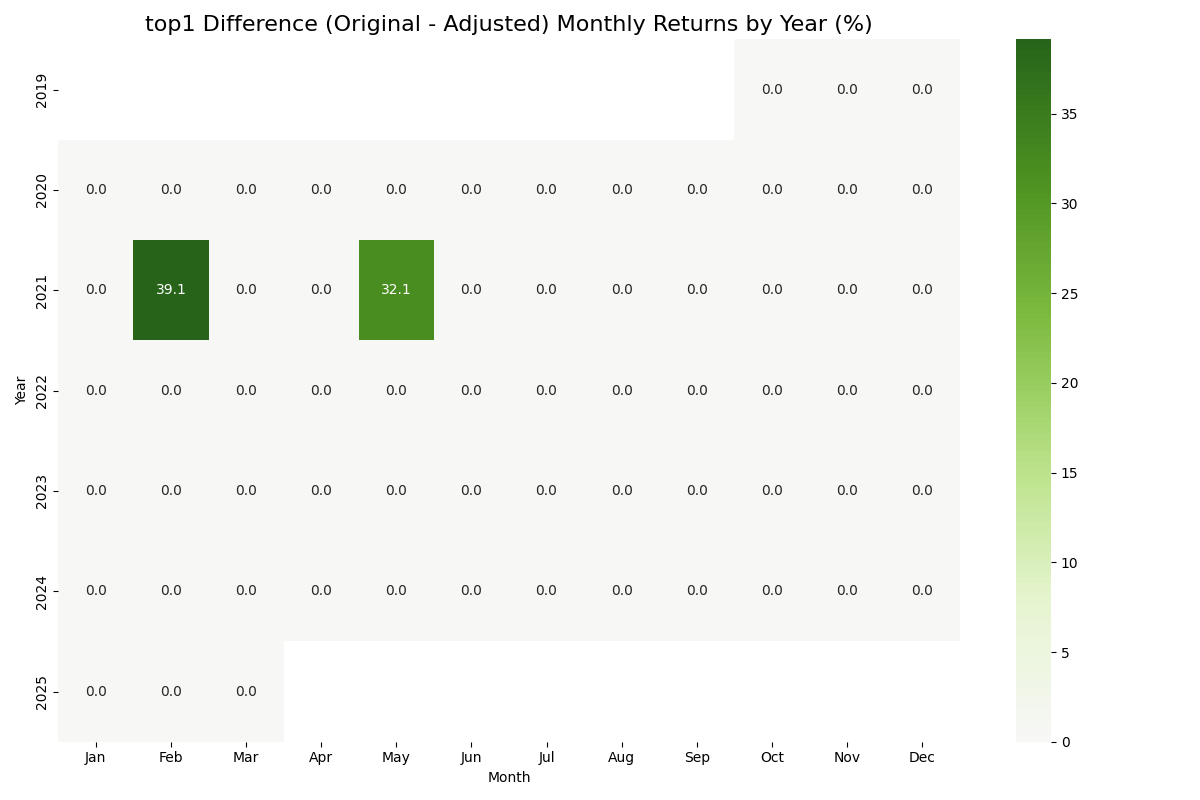 top1 Difference (Original - Adjusted) Monthly Returns by Year (%)
2019 0.0 0.0 0.0
2020 0.0 0.0 0.0 0.0 0.0 0.0 0.0 0.0 0.0 0.0 0.0 0.0
2021 0.0 39.1 0.0 0.0 32.1 0.0 0.0 0.0 0.0 0.0 0.0 0.0
2022 0.0 0.0 0.0 0.0 0.0 0.0 0.0 0.0 0.0 0.0 0.0 0.0
2023 0.0 0.0 0.0 0.0 0.0 0.0 0.0 0.0 0.0 0.0 0.0 0.0
2024 0.0 0.0 0.0 0.0 0.0 0.0 0.0 0.0 0.0 0.0 0.0 0.0
2025 0.0 0.0 0.0
Year
Jan Feb Mar Apr May Jun Jul Aug Sep Oct Nov Dec
Month
35
30
25
20
15
10
5
0